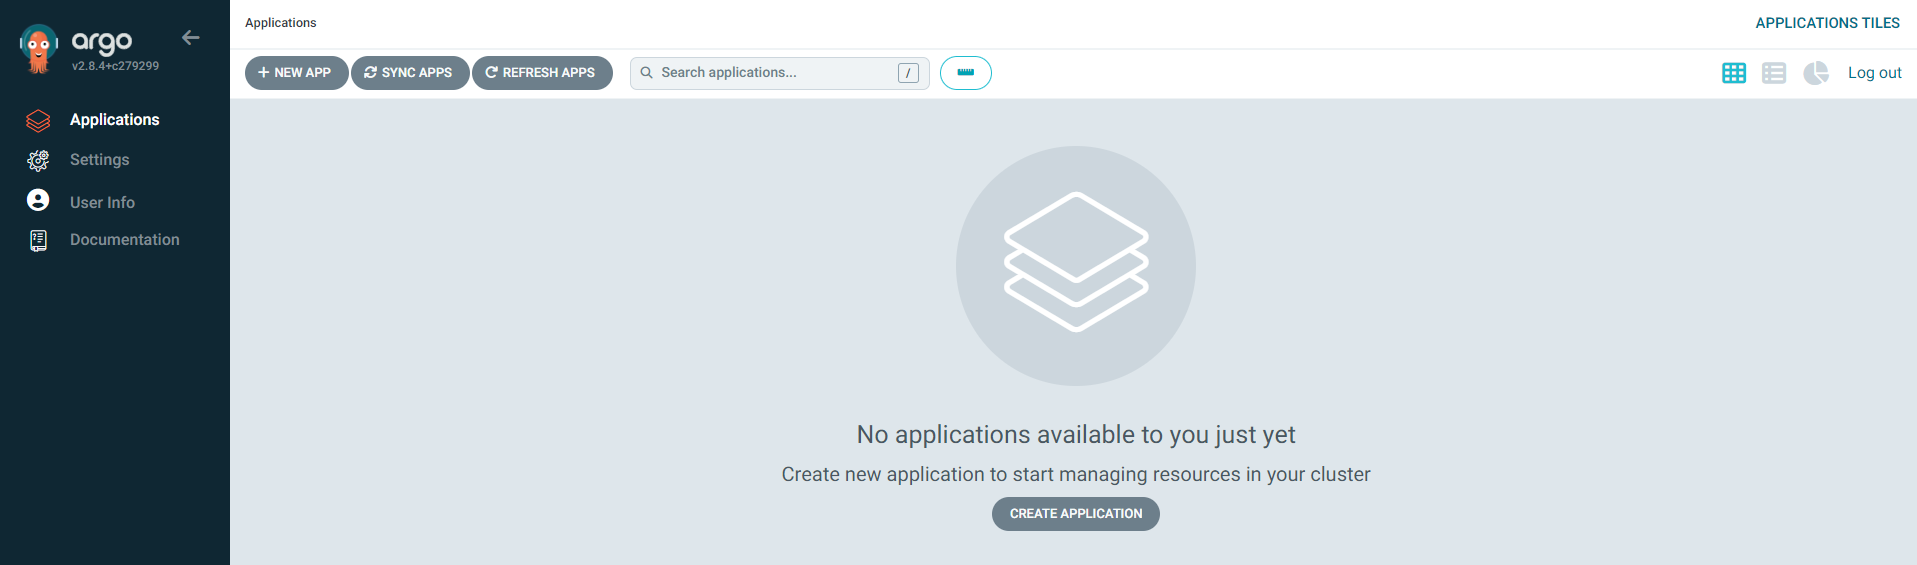 argo
v2.8.4+c279299
Applications
Settings
User Info
Documentation
Applications
APPLICATIONS TILES
+ NEW APP
SYNC APPS
REFRESH APPS
Search applications...
/
Log out
No applications available to you just yet
Create new application to start managing resources in your cluster
CREATE APPLICATION